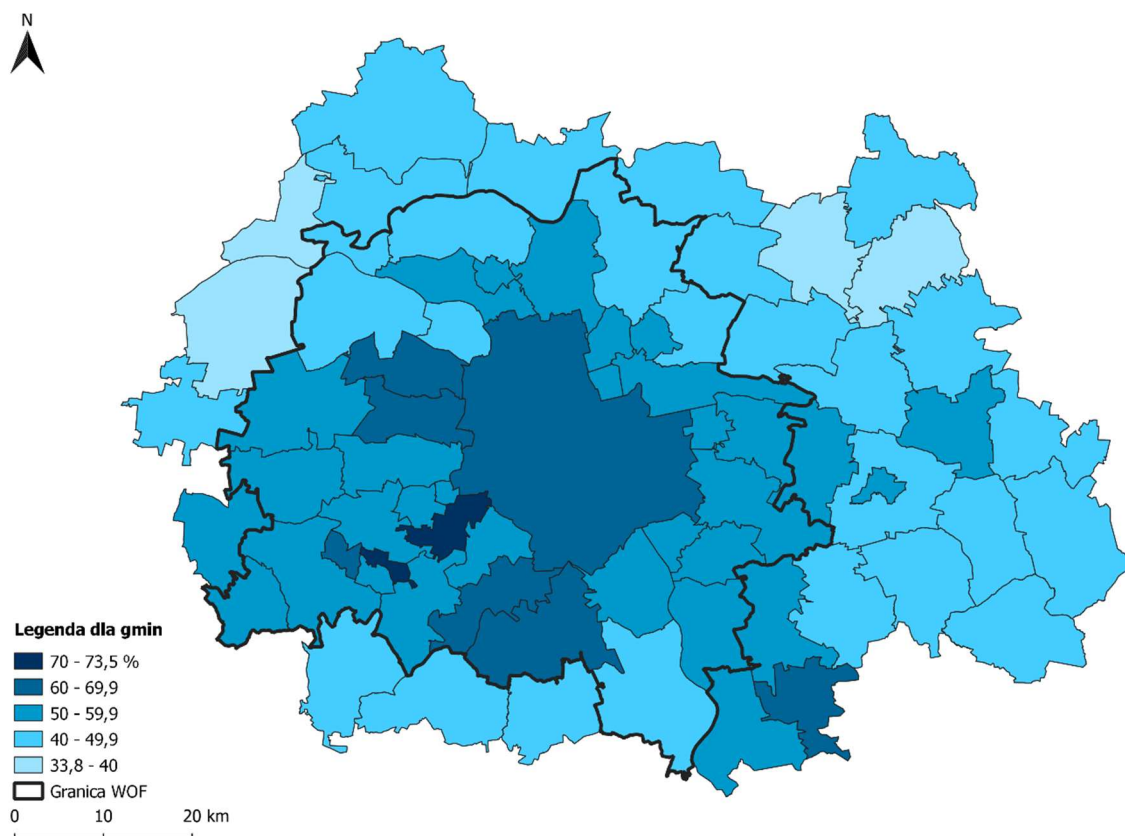 N
Legenda dla gmin
70 - 73,5 %
60 - 69,9
50 - 59,9
40 - 49,9
33,8 - 40
Granica WOF
0 10 20 km